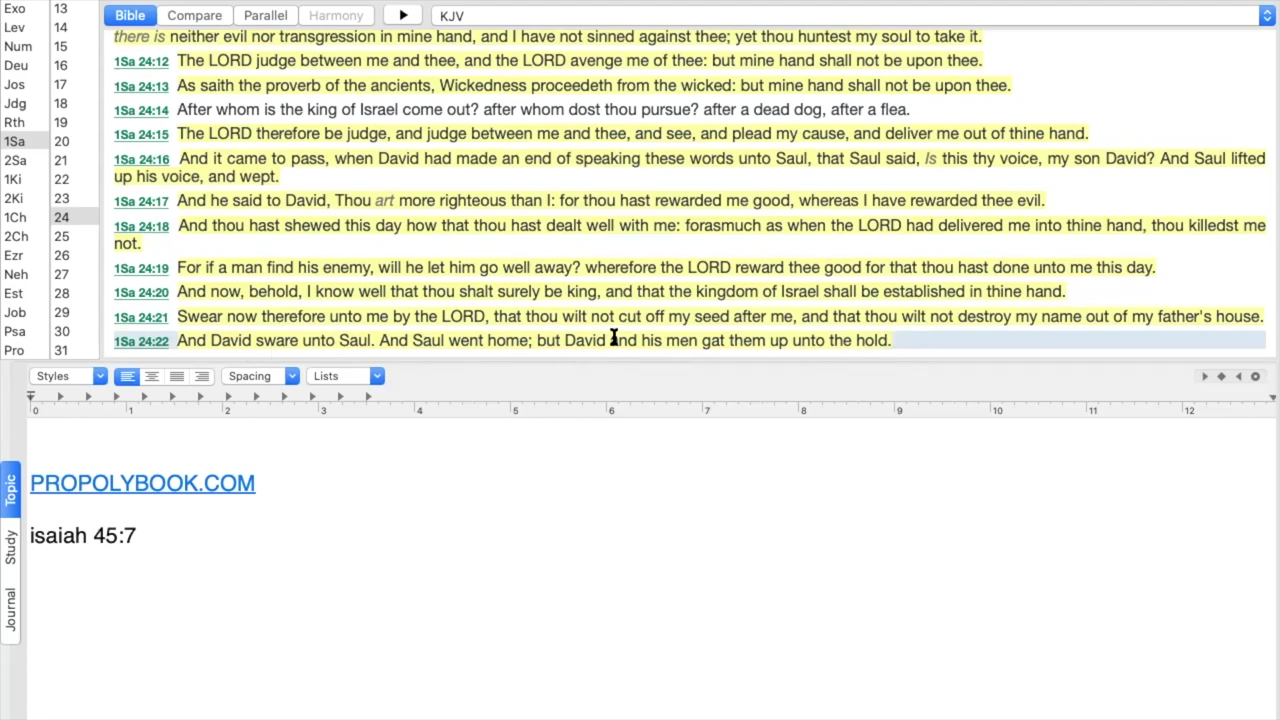 Bible Compare Parallel Harmony KJV
Exo 13
Lev 14
Num 15
Deu 16
Jos 17
Jdg 18
Rth 19
1Sa 20
2Sa 21
1Ki 22
2Ki 23
1Ch 24
2Ch 25
Ezr 26
Neh 27
Est 28
Job 29
Psa 30
Pro 31
there is neither evil nor transgression in mine hand, and I have not sinned against thee; yet thou huntest my soul to take it.
1Sa 24:12 The LORD judge between me and thee, and the LORD avenge me of thee: but mine hand shall not be upon thee.
1Sa 24:13 As saith the proverb of the ancients, Wickedness proceedeth from the wicked: but mine hand shall not be upon thee.
1Sa 24:14 After whom is the king of Israel come out? after whom dost thou pursue? after a dead dog, after a flea.
1Sa 24:15 The LORD therefore be judge, and judge between me and thee, and see, and plead my cause, and deliver me out of thine hand.
1Sa 24:16 And it came to pass, when David had made an end of speaking these words unto Saul, that Saul said, Is this thy voice, my son David? And Saul lifted
up his voice, and wept.
1Sa 24:17 And he said to David, Thou art more righteous than I: for thou hast rewarded me good, whereas I have rewarded thee evil.
1Sa 24:18 And thou hast shewed this day how that thou hast dealt well with me: forasmuch as when the LORD had delivered me into thine hand, thou killedst me
not.
1Sa 24:19 For if a man find his enemy, will he let him go well away? wherefore the LORD reward thee good for that thou hast done unto me this day.
1Sa 24:20 And now, behold, I know well that thou shalt surely be king, and that the kingdom of Israel shall be established in thine hand.
1Sa 24:21 Swear now therefore unto me by the LORD, that thou wilt not cut off my seed after me, and that thou wilt not destroy my name out of my father's house.
1Sa 24:22 And David sware unto Saul. And Saul went home; but David and his men gat them up unto the hold.
Styles Spacing Lists
0 1 2 3 4 5 6 7 8 9 10 11 12
Topic
Study
Journal
PROPOLYBOOK.COM
isaiah 45:7